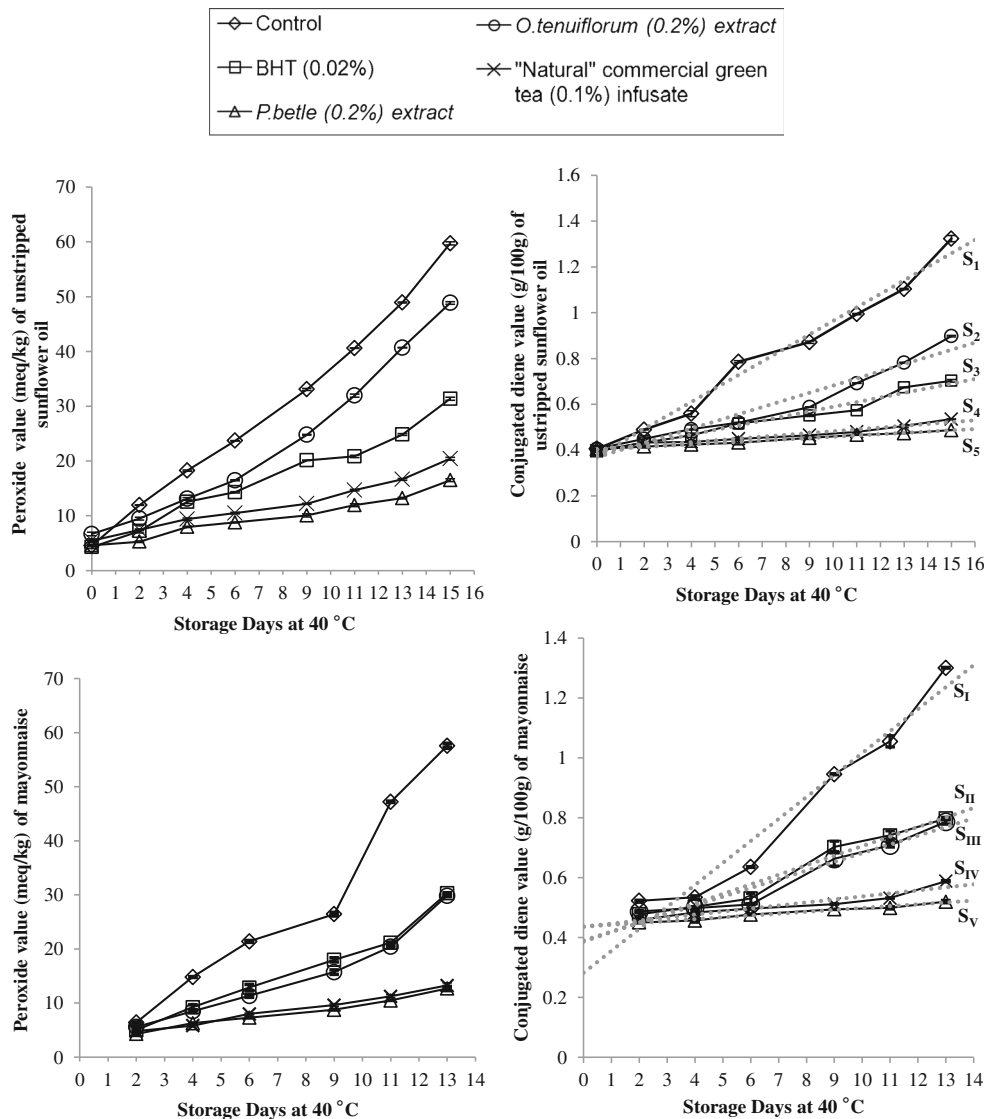 Control
BHT (0.02%)
P.betle (0.2%) extract
O.tenuiflorum (0.2%) extract
"Natural" commercial green
tea (0.1%) infusate
Peroxide value (meq/kg) of unstripped
sunflower oil
70
60
50
40
30
20
10
0
0 1 2 3 4 5 6 7 8 9 10 11 12 13 14 15 16
Storage Days at 40 °C
Conjugated diene value (g/100g) of
ustripped sunflower oil
1.6
1.4
1.2
1
0.8
0.6
0.4
0.2
0
S1
S2
S3
S4
S5
0 1 2 3 4 5 6 7 8 9 10 11 12 13 14 15 16
Storage Days at 40 °C
Peroxide value (meq/kg) of mayonnaise
70
60
50
40
30
20
10
0
0 1 2 3 4 5 6 7 8 9 10 11 12 13 14
Storage Days at 40 °C
Conjugated diene value (g/100g) of mayonnaise
1.4
1.2
1
0.8
0.6
0.4
0.2
0
SI
SII
SIII
SIV
SV
0 1 2 3 4 5 6 7 8 9 10 11 12 13 14
Storage Days at 40 °C